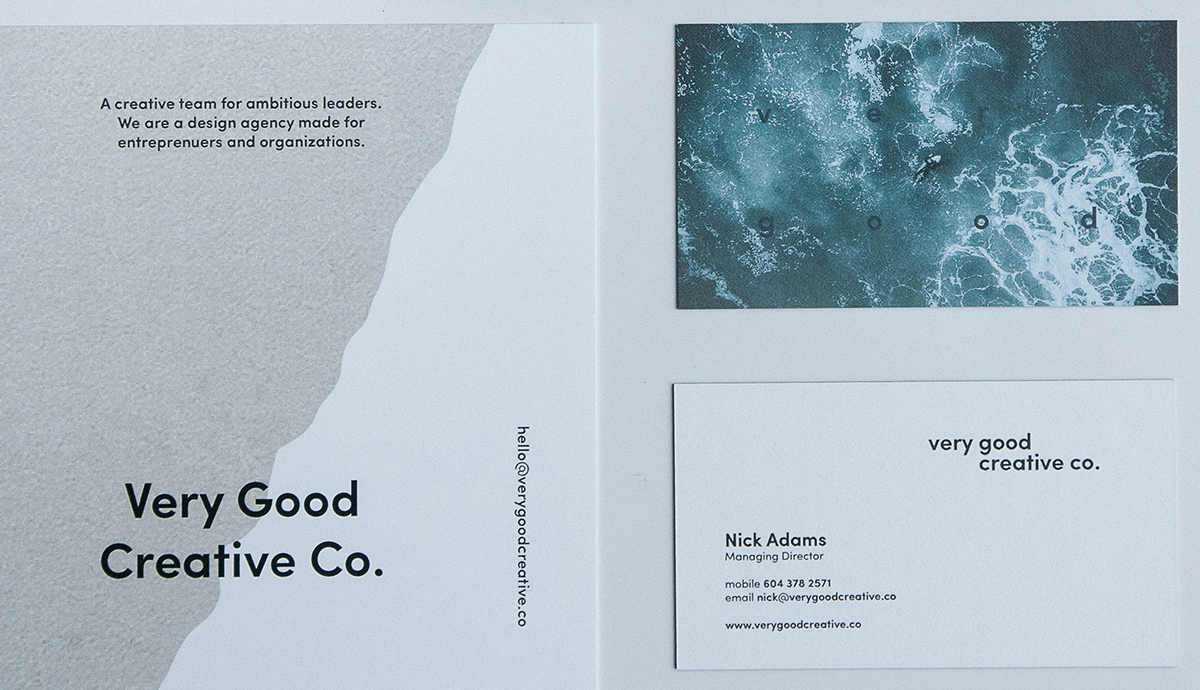 A creative team for ambitious leaders.
We are a design agency made for
entreprenuers and organizations.
Very Good
Creative Co.
hello@verygoodcreative.co
v e r
g o o d
very good
creative co.
Nick Adams
Managing Director
mobile 604 378 2571
email nick@verygoodcreative.co
www.verygoodcreative.co